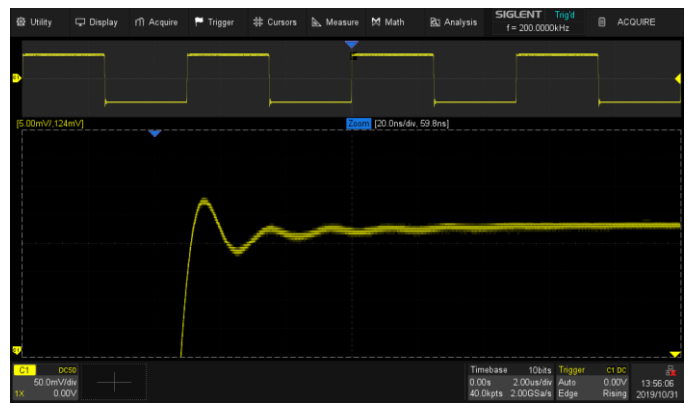 Utility Display Acquire Trigger Cursors Measure Math Analysis SIGLENT Trig'd ACQUIRE
f = 200.0000kHz
[5.00mV/,124mV] Zoom [20.0ns/div, 59.8ns]
C1 DC50 Timebase 10bits Trigger C1 DC
50.0mV/div 0.00s 2.00us/div Auto 0.00V 13:56:06
1X 0.00V 40.0kpts 2.00GSa/s Edge Rising 2019/10/31